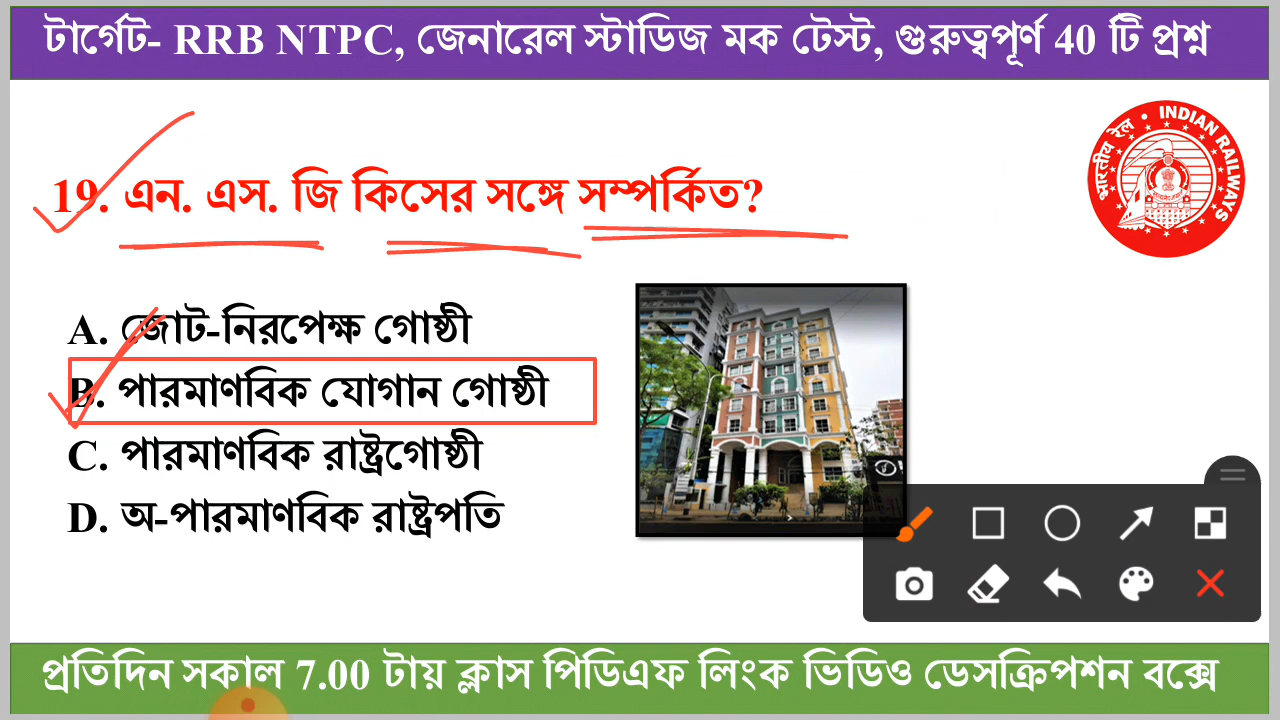 টার্গেট- RRB NTPC, জেনারেল স্টাডিজ মক টেস্ট, গুরুত্বপূর্ণ 40 টি প্রশ্ন
भारतीय रेल • INDIAN RAILWAYS
19. এন. এস. জি কিসের সঙ্গে সম্পর্কিত?
A. জোট-নিরপেক্ষ গোষ্ঠী
B. পারমাণবিক যোগান গোষ্ঠী
C. পারমাণবিক রাষ্ট্রগোষ্ঠী
D. অ-পারমাণবিক রাষ্ট্রপতি
প্রতিদিন সকাল 7.00 টায় ক্লাস পিডিএফ লিংক ভিডিও ডেসক্রিপশন বক্সে